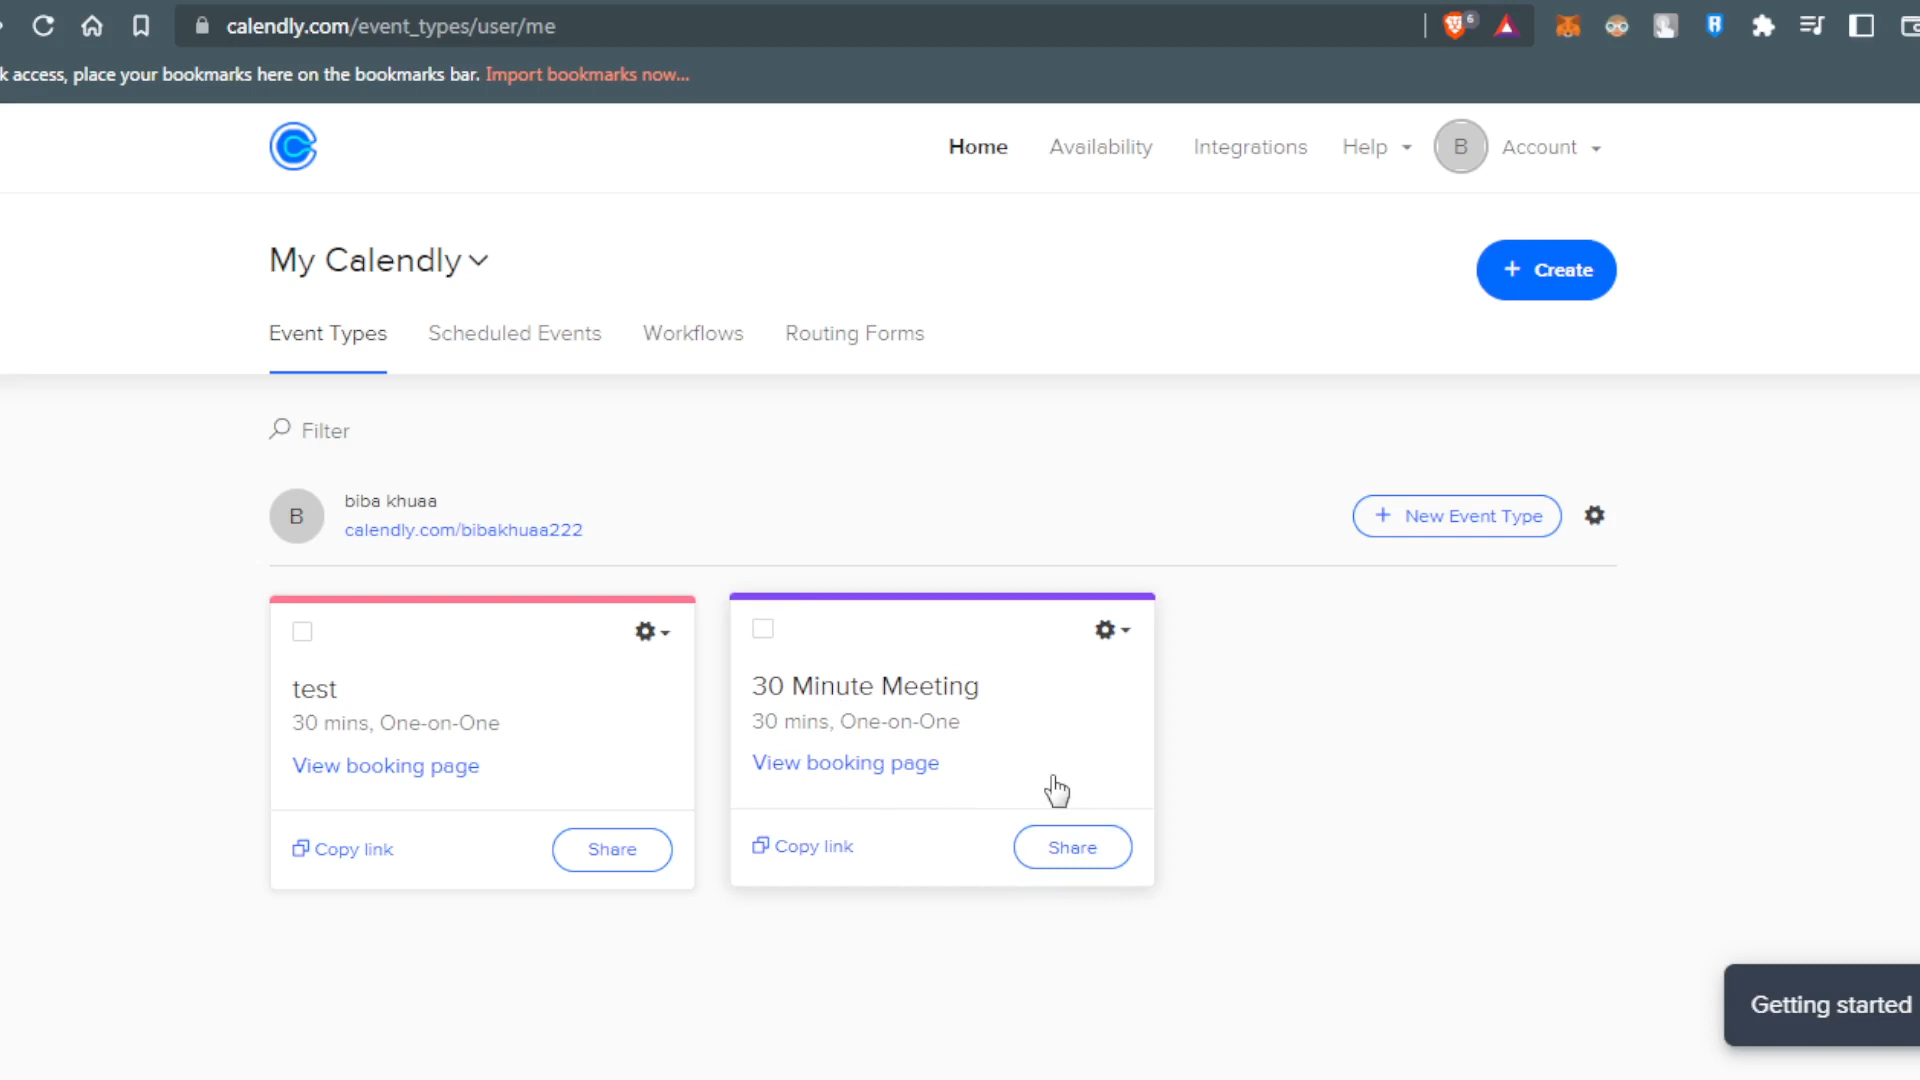 calendly.com/event_types/user/me
6
k access, place your bookmarks here on the bookmarks bar. Import bookmarks now...
Home Availability Integrations Help B Account
My Calendly
+ Create
Event Types Scheduled Events Workflows Routing Forms
Filter
B
biba khuaa
calendly.com/bibakhuaa222
+ New Event Type
test
30 mins, One-on-One
View booking page
Copy link Share
30 Minute Meeting
30 mins, One-on-One
View booking page
Copy link Share
Getting started